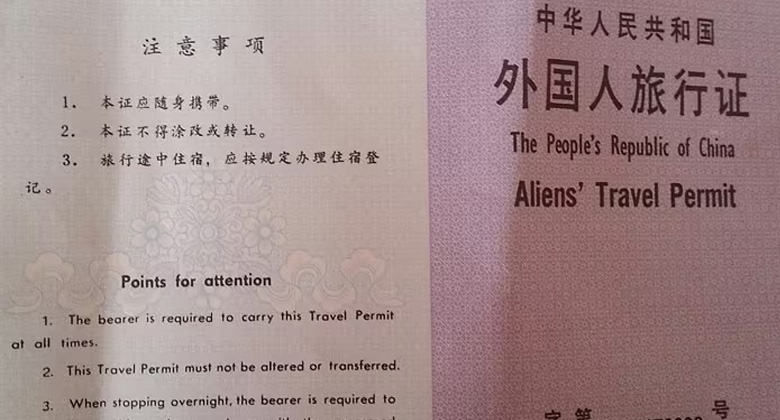 注意事项
1. 本证应随身携带。
2. 本证不得涂改或转让。
3. 旅行途中住宿，应按规定办理住宿登
记。
Points for attention
1. The bearer is required to carry this Travel Permit
at all times.
2. This Travel Permit must not be altered or transferred.
3. When stopping overnight, the bearer is required to
中华人民共和国
外国人旅行证
The People's Republic of China
Aliens' Travel Permit
字第 号